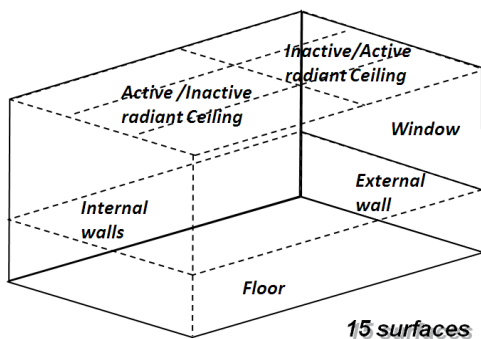 Inactive/Active
radiant Ceiling
Active /Inactive
radiant Ceiling
Window
External
wall
Internal
walls
Floor
15 surfaces